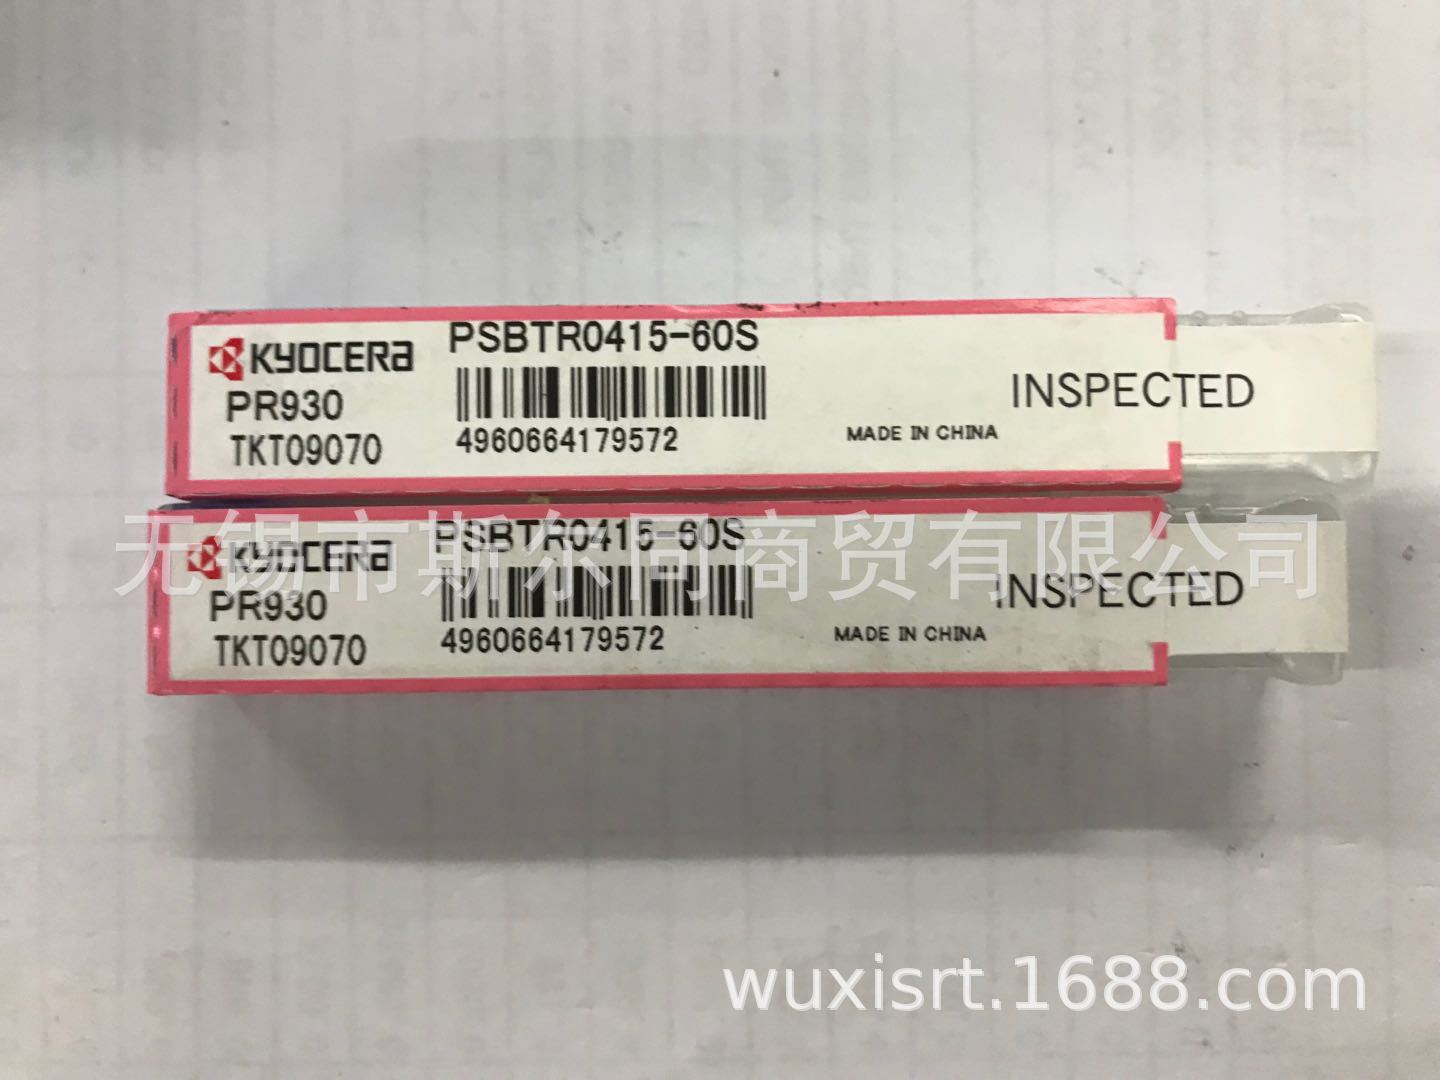 KYOCERA
PSBTR0415-60S
PR930
TKT09070
4960664179572
MADE IN CHINA
INSPECTED
无锡市斯尔同商贸有限公司
KYOCERA
PSBTR0415-60S
PR930
TKT09070
4960664179572
MADE IN CHINA
INSPECTED
wuxisrt.1688.com